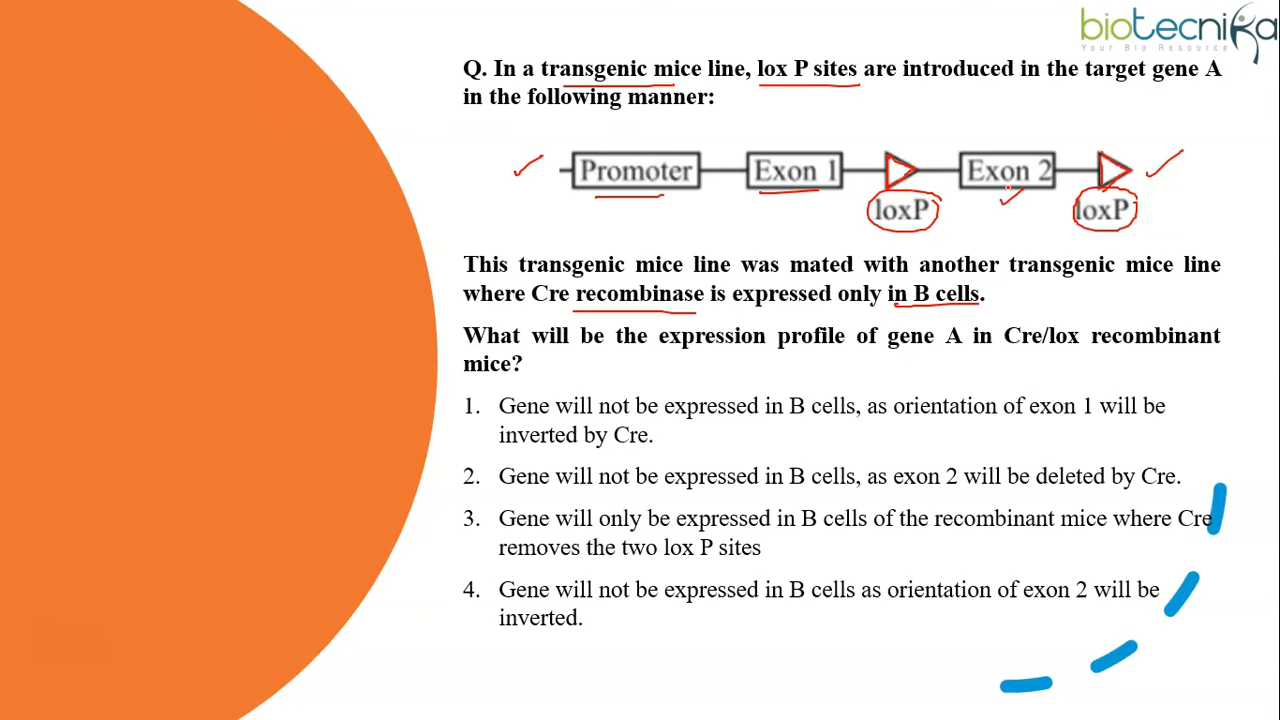 biotecnika
Your Bio Resource
Q. In a transgenic mice line, lox P sites are introduced in the target gene A
in the following manner:
Promoter Exon 1 Exon 2
loxP loxP
This transgenic mice line was mated with another transgenic mice line
where Cre recombinase is expressed only in B cells.
What will be the expression profile of gene A in Cre/lox recombinant
mice?
1. Gene will not be expressed in B cells, as orientation of exon 1 will be
inverted by Cre.
2. Gene will not be expressed in B cells, as exon 2 will be deleted by Cre.
3. Gene will only be expressed in B cells of the recombinant mice where Cre
removes the two lox P sites
4. Gene will not be expressed in B cells as orientation of exon 2 will be
inverted.